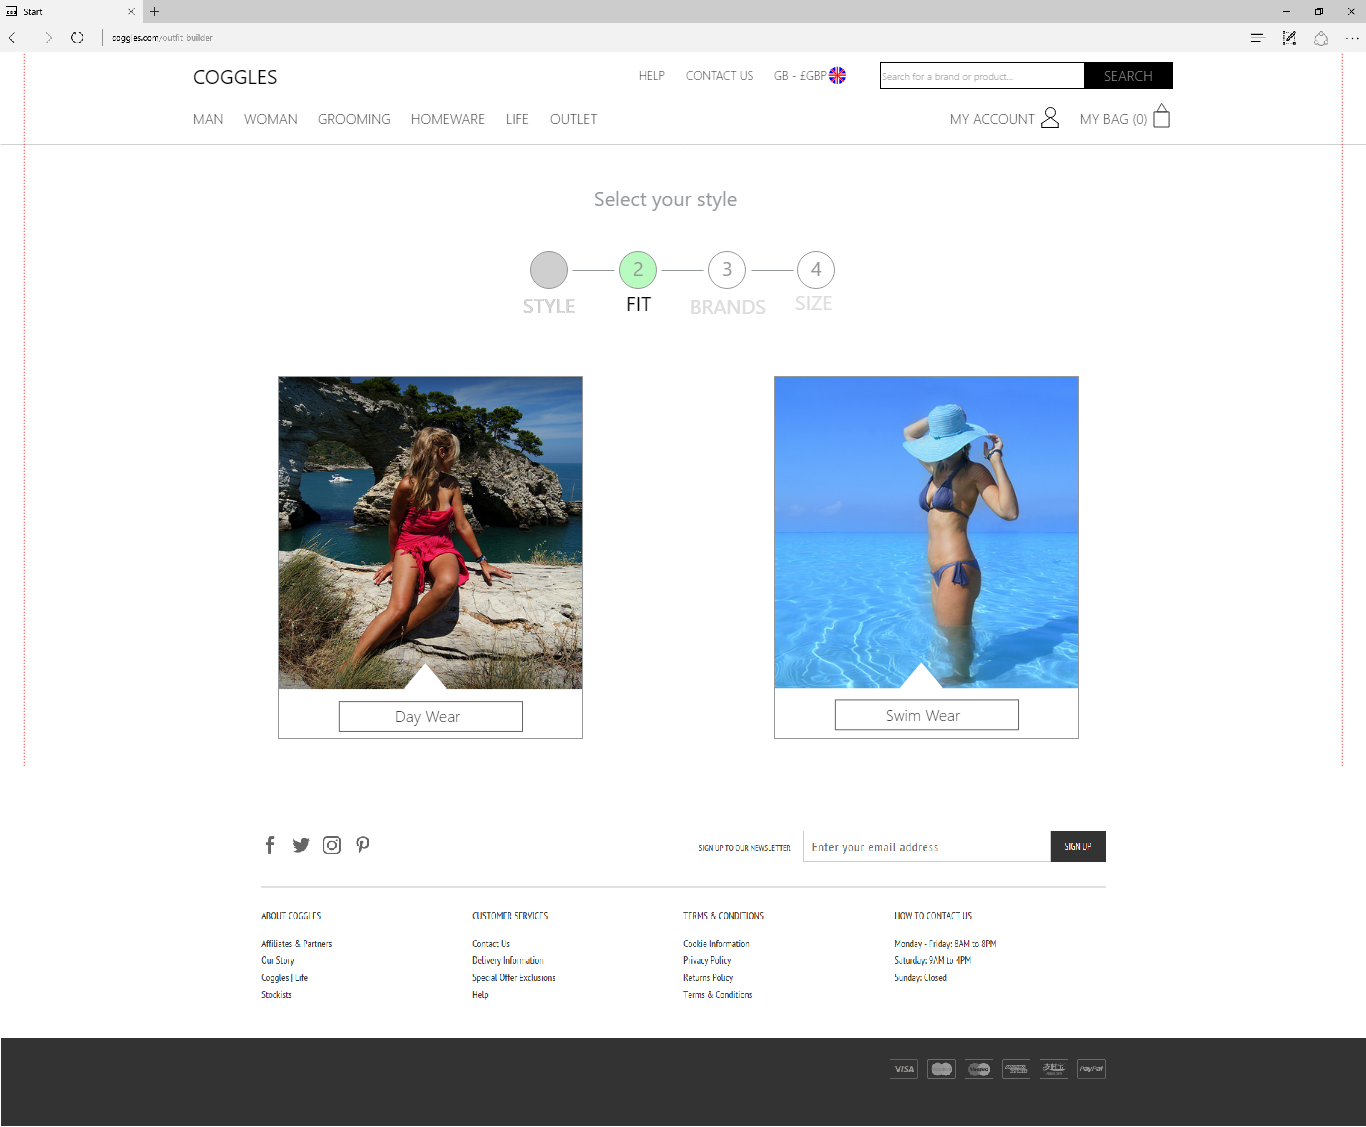 Start
coggles.com/outfit builder
COGGLES
HELP
CONTACT US
GB - £GBP
Search for a brand or product...
SEARCH
MAN
WOMAN
GROOMING
HOMEWARE
LIFE
OUTLET
MY ACCOUNT
MY BAG (0)
Select your style
2
3
4
STYLE
FIT
BRANDS
SIZE
Day Wear
Swim Wear
SIGN UP TO OUR NEWSLETTER
Enter your email address
SIGN UP
ABOUT COGGLES
Affiliates & Partners
Our Story
Coggles | Life
Stockists
CUSTOMER SERVICES
Contact Us
Delivery Information
Special Offer Exclusions
Help
TERMS & CONDITIONS
Cookie Information
Privacy Policy
Returns Policy
Terms & Conditions
HOW TO CONTACT US
Monday - Friday: 8AM to 8PM
Saturday: 9AM to 4PM
Sunday: Closed
VISA
PayPal